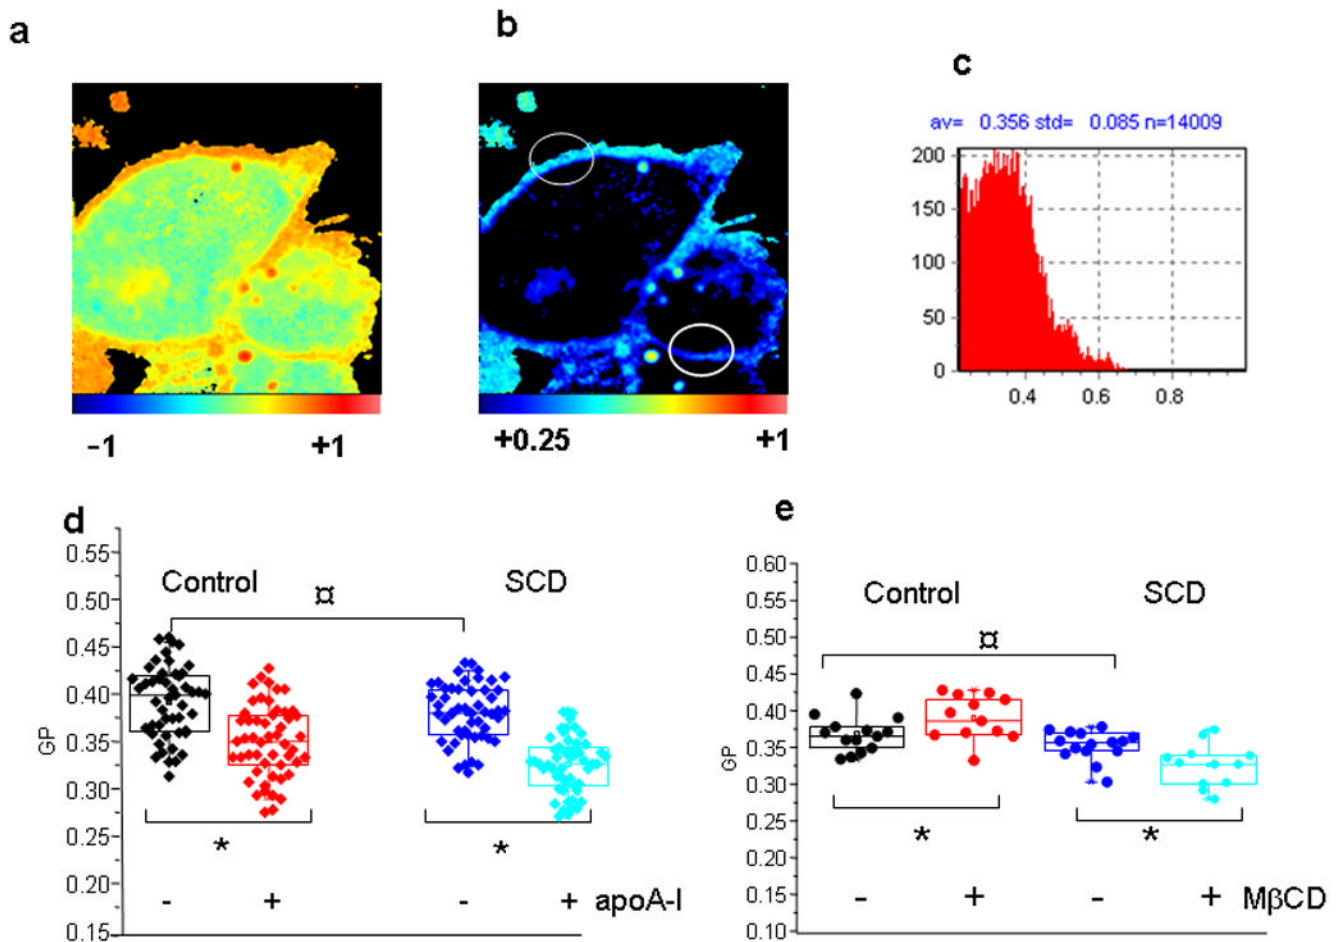 a
b
c
-1 +1
+0.25 +1
av= 0.356 std= 0.085 n=14009
200
150
100
50
0
0.4 0.6 0.8
d
0.55
0.50
0.45
0.40
0.35
0.30
0.25
0.20
0.15
GP
Control
¤
SCD
*
*
- + - + apoA-I
e
0.60
0.55
0.50
0.45
0.40
0.35
0.30
0.25
0.20
0.15
0.10
GP
Control
SCD
¤
*
*
- + - + MβCD